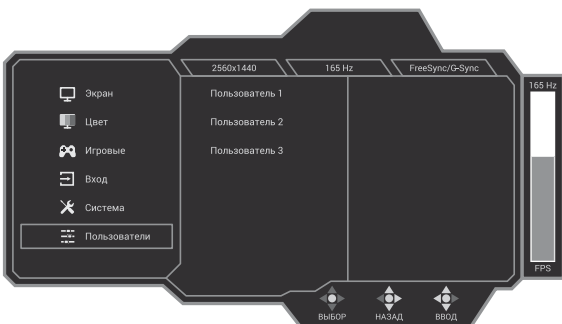 2560x1440 165 Hz FreeSync/G-Sync
165 Hz
Экран
Цвет
Игровые
Вход
Система
Пользователи
Пользователь 1
Пользователь 2
Пользователь 3
FPS
ВЫБОР НАЗАД ВВОД